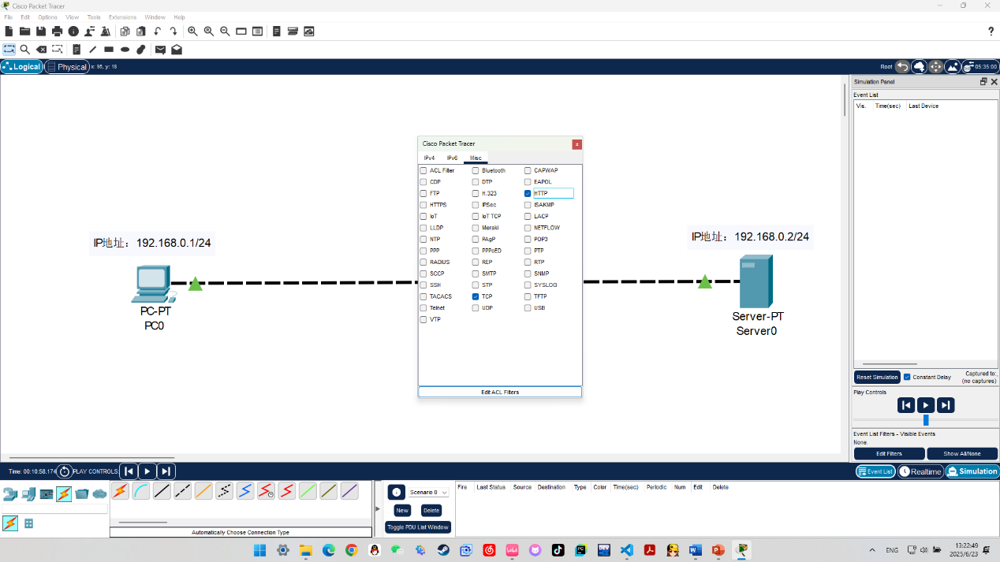 Cisco Packet Tracer
File Edit Options View Tools Extensions Window Help
?
Logical Physical x: 95, y: 18
Root 05:35:00
Simulation Panel
Event List
Vis. Time(sec) Last Device
IP地址：192.168.0.1/24
PC-PT
PC0
Cisco Packet Tracer
IPv4 IPv6 Misc
ACL Filter Bluetooth CAPWAP
CDP DTP EAPOL
FTP H.323 HTTP
HTTPS IPSec ISAKMP
IoT IoT TCP LACP
LLDP Meraki NETFLOW
NTP PAgP POP3
PPP PPPoED PTP
RADIUS REP RTP
SCCP SMTP SNMP
SSH STP SYSLOG
TACACS TCP TFTP
Telnet UDP USB
VTP
Edit ACL Filters
IP地址：192.168.0.2/24
Server-PT
Server0
Reset Simulation Constant Delay Captured to:
(no captures)
Play Controls
Event List Filters - Visible Events
None.
Edit Filters Show All/None
Time: 00:10:58.174 PLAY CONTROLS:
Event List Realtime Simulation
Scenario 0
New Delete
Toggle PDU List Window
Fire Last Status Source Destination Type Color Time(sec) Periodic Num Edit Delete
Automatically Choose Connection Type
ENG
13:22:49
2025/6/23